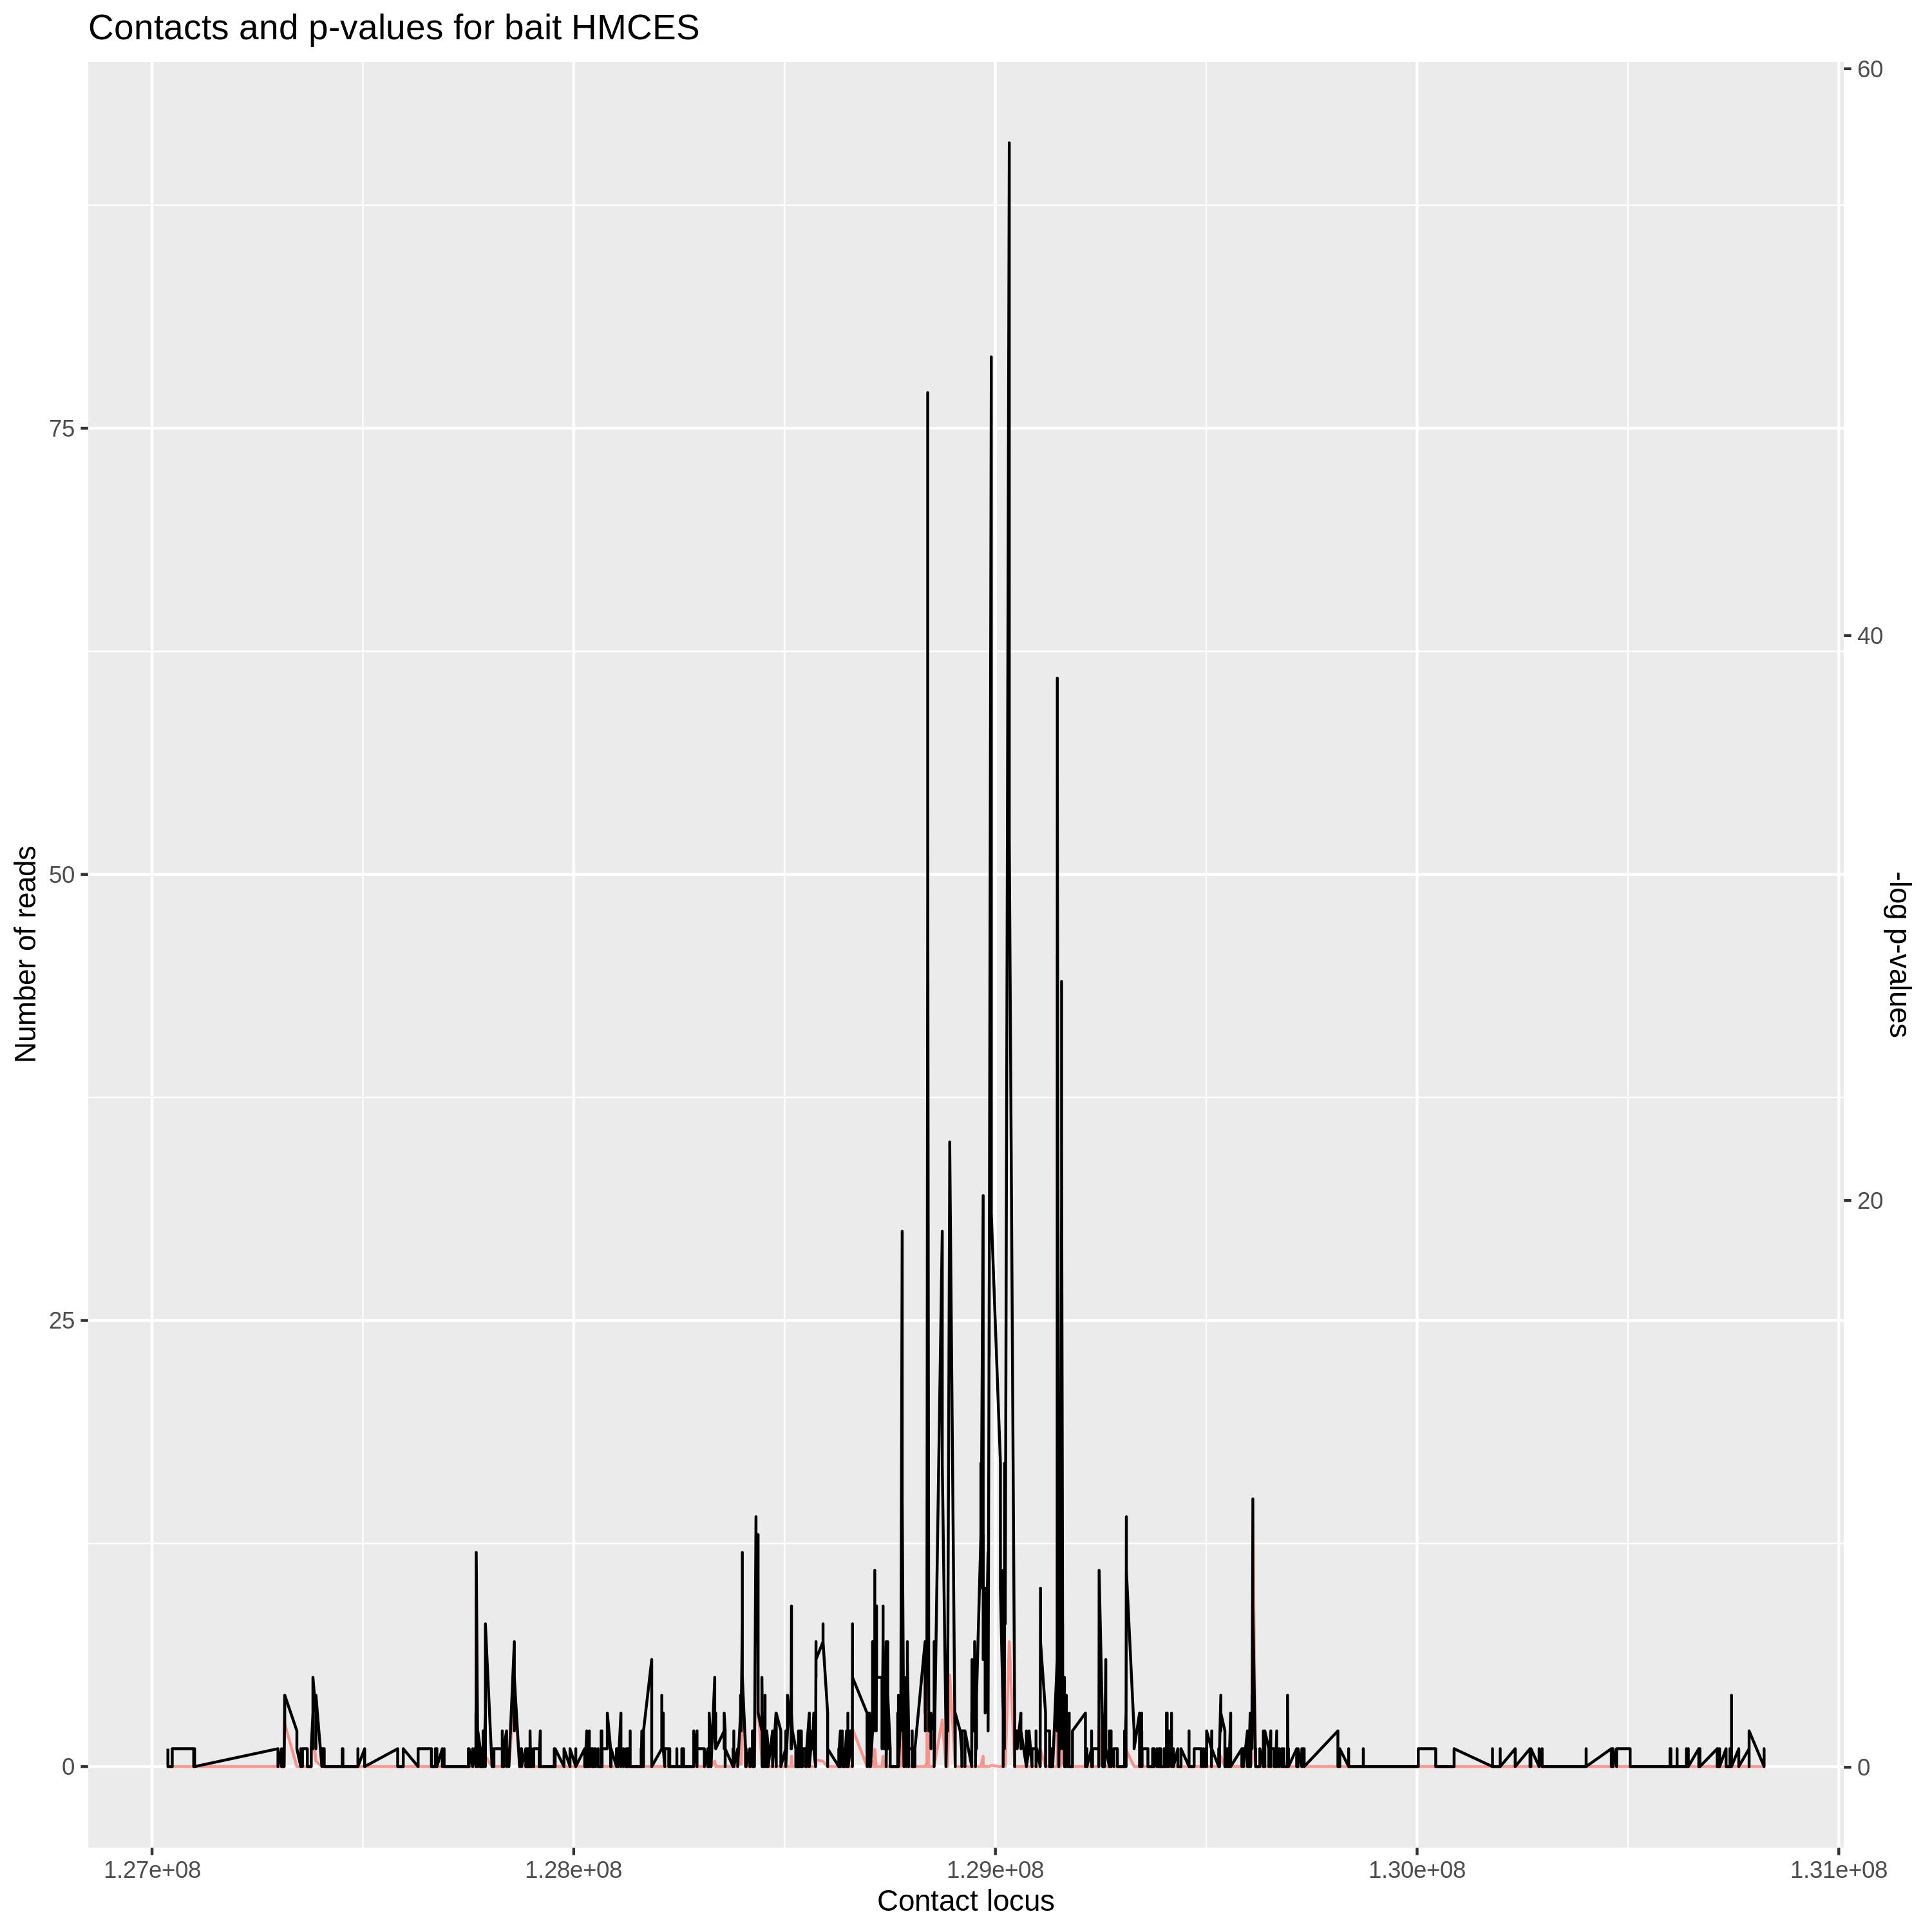 Contacts and p-values for bait HMCES
60
75
40
50
Number of reads
-log p-values
20
25
0
0
1.27e+08
1.28e+08
1.29e+08
1.30e+08
1.31e+08
Contact locus